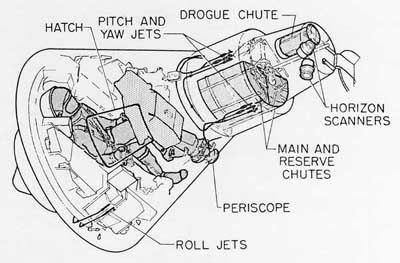 DROGUE CHUTE
PITCH AND
YAW JETS
HATCH
HORIZON
SCANNERS
MAIN AND
RESERVE
CHUTES
PERISCOPE
ROLL JETS